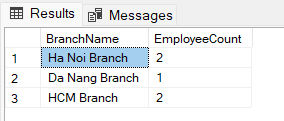 Results Messages
BranchName EmployeeCount
1 Ha Noi Branch 2
2 Da Nang Branch 1
3 HCM Branch 2